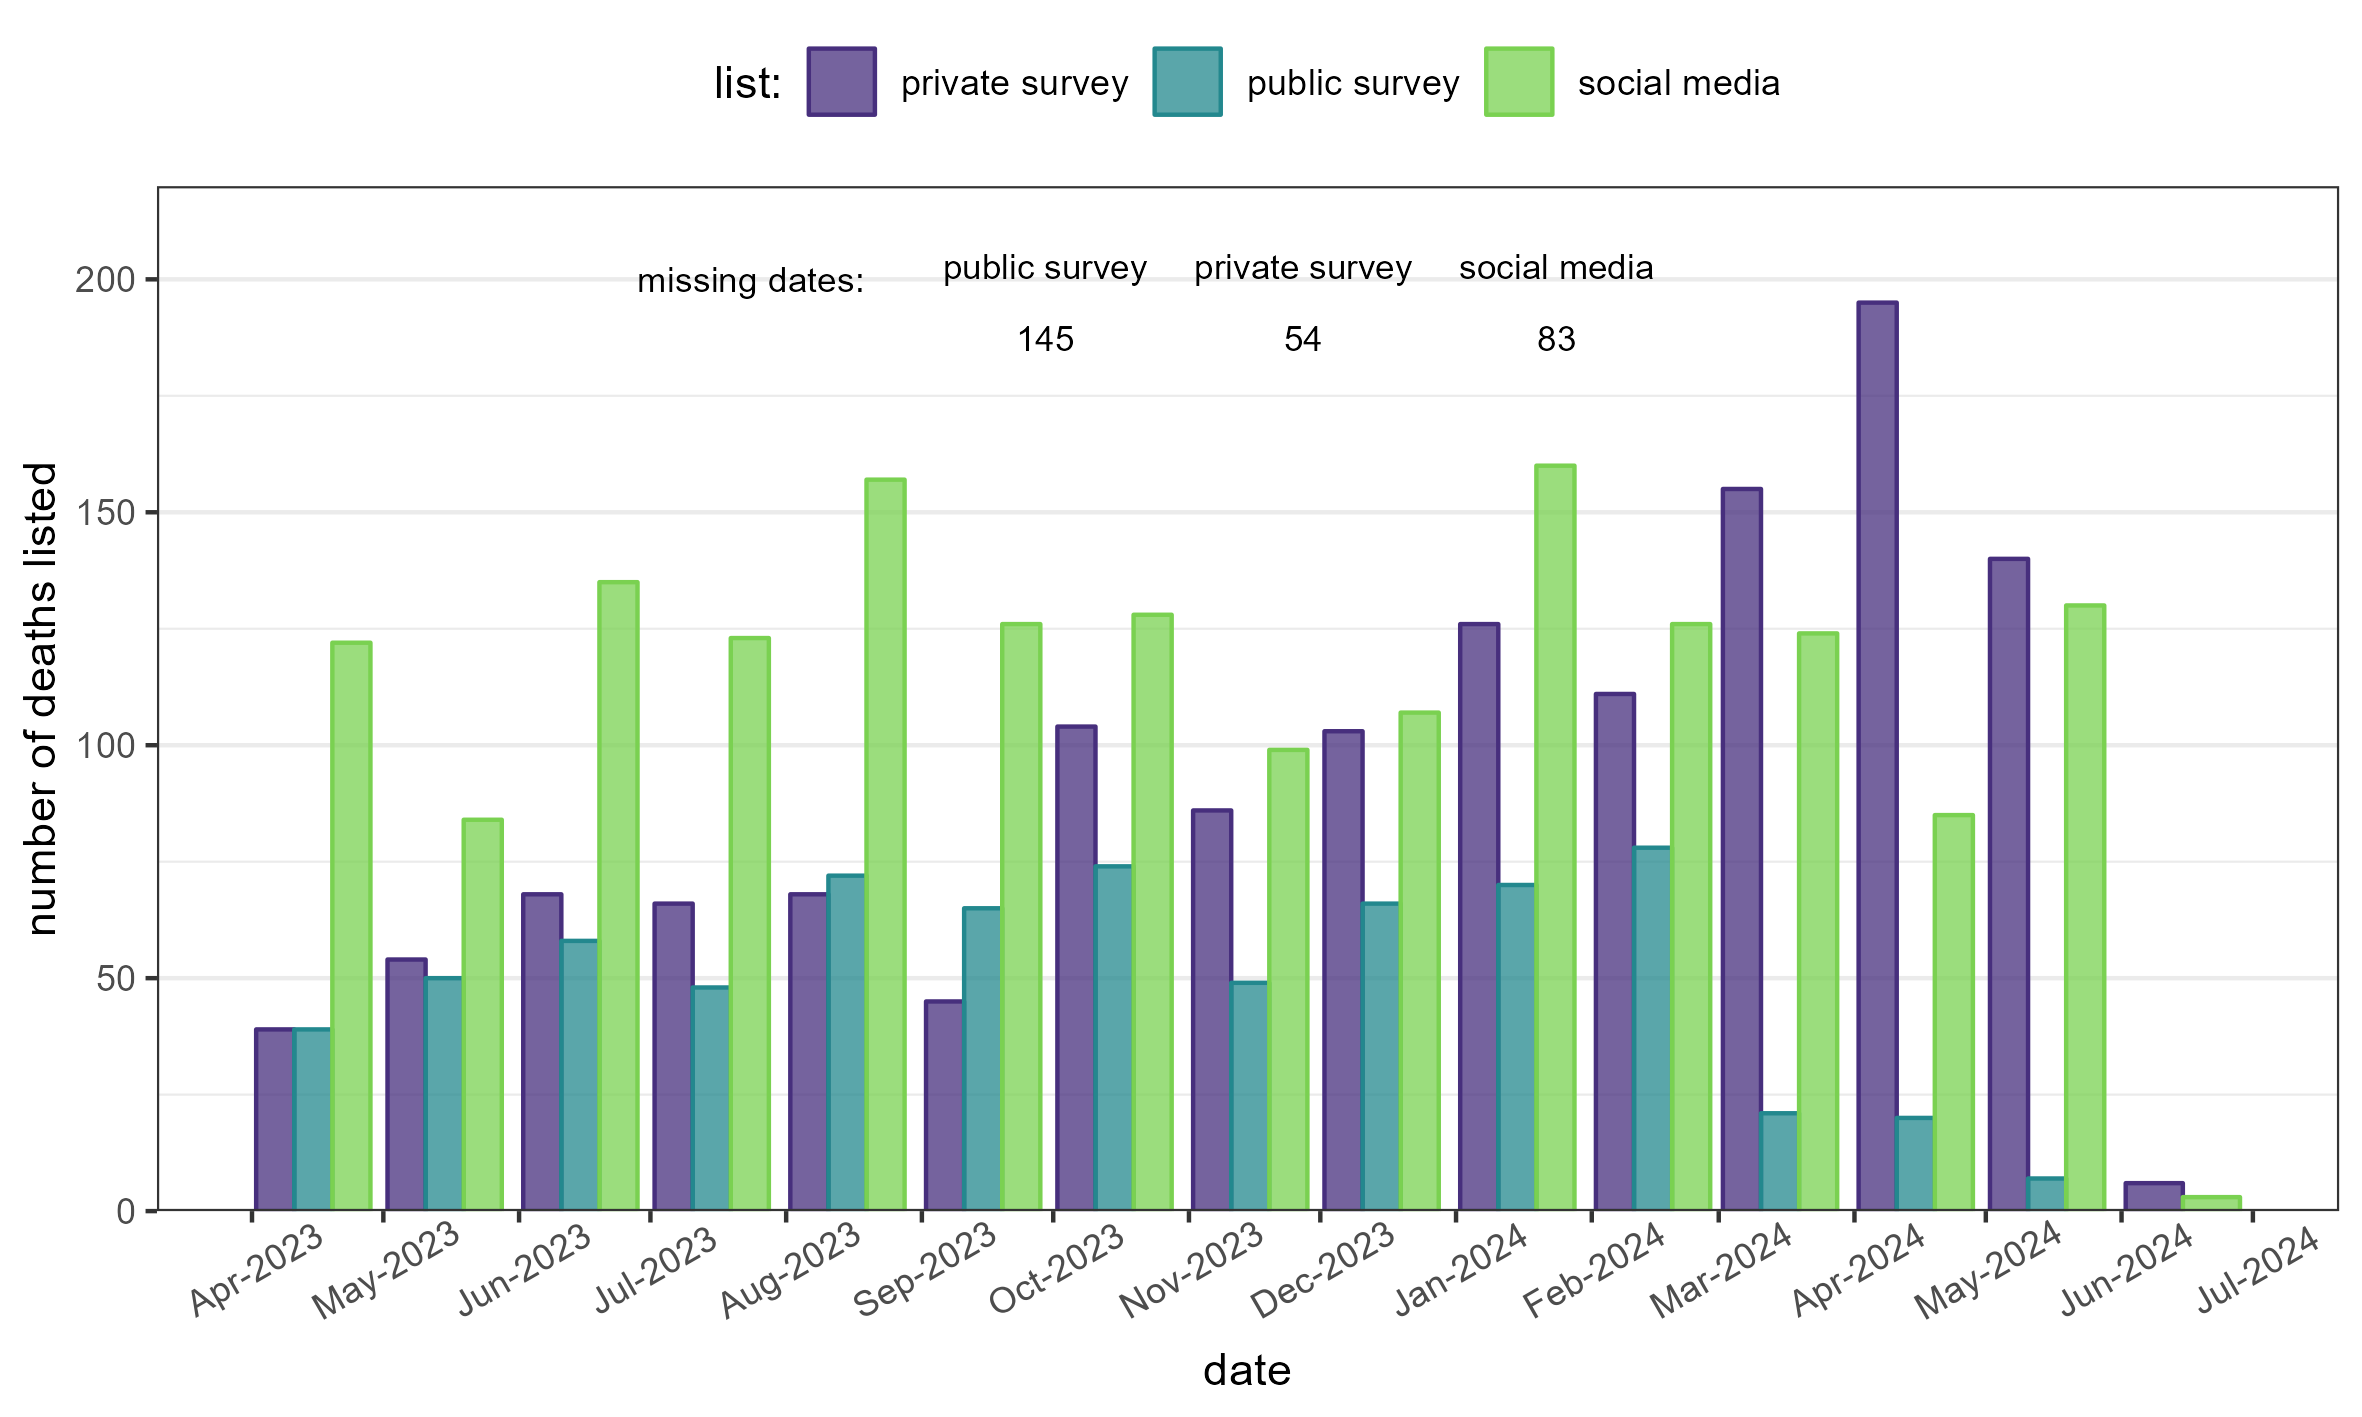 list: private survey public survey social media
public survey private survey social media
missing dates:
145 54 83
number of deaths listed
200
150
100
50
0
Apr-2023 May-2023 Jun-2023 Jul-2023 Aug-2023 Sep-2023 Oct-2023 Nov-2023 Dec-2023 Jan-2024 Feb-2024 Mar-2024 Apr-2024 May-2024 Jun-2024 Jul-2024
date